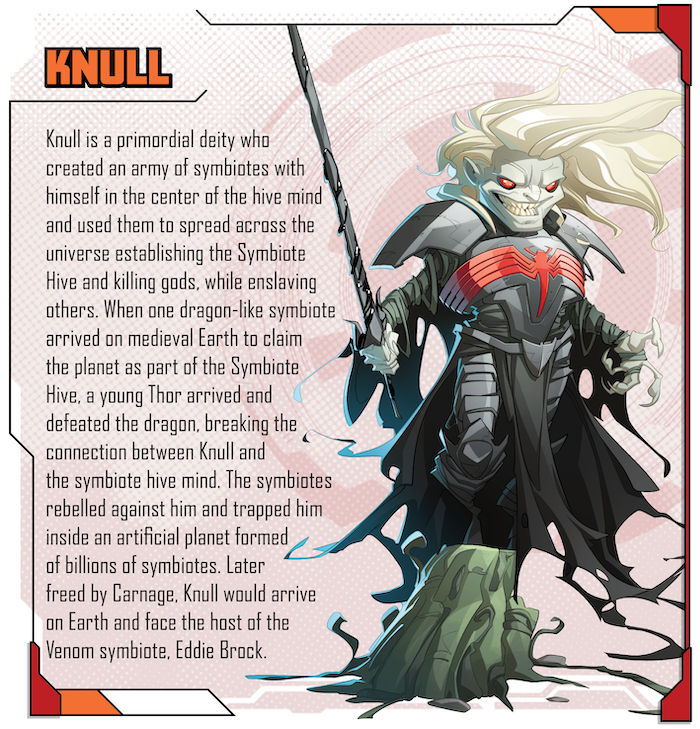 KNULL
Knull is a primordial deity who
created an army of symbiotes with
himself in the center of the hive mind
and used them to spread across the
universe establishing the Symbiote
Hive and killing gods, while enslaving
others. When one dragon-like symbiote
arrived on medieval Earth to claim
the planet as part of the Symbiote
Hive, a young Thor arrived and
defeated the dragon, breaking the
connection between Knull and
the symbiote hive mind. The symbiotes
rebelled against him and trapped him
inside an artificial planet formed
of billions of symbiotes. Later
freed by Carnage, Knull would arrive
on Earth and face the host of the
Venom symbiote, Eddie Brock.